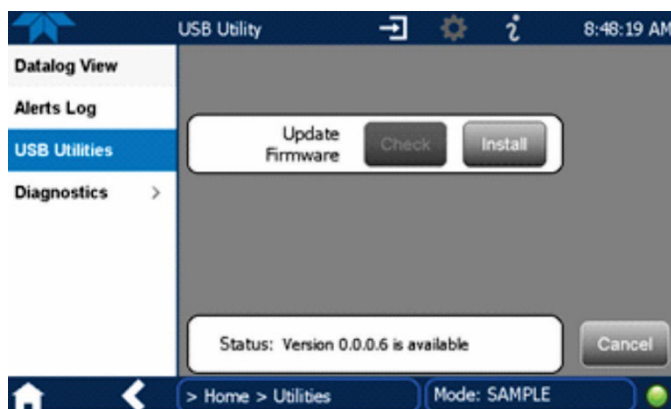 USB Utility
8:48:19 AM
Datalog View
Alerts Log
USB Utilities
Diagnostics >
Update
Firmware
Check
Install
Status: Version 0.0.0.6 is available
Cancel
> Home > Utilities
Mode: SAMPLE